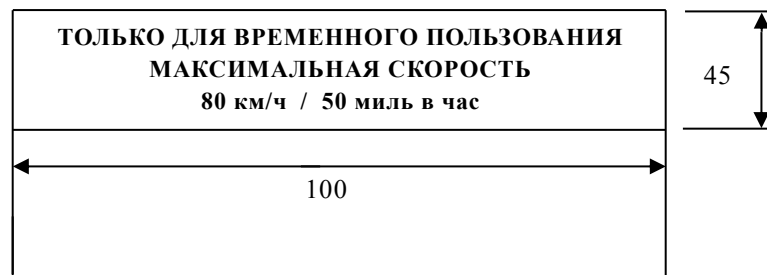 ТОЛЬКО ДЛЯ ВРЕМЕННОГО ПОЛЬЗОВАНИЯ
МАКСИМАЛЬНАЯ СКОРОСТЬ
80 км/ч / 50 миль в час
45
100